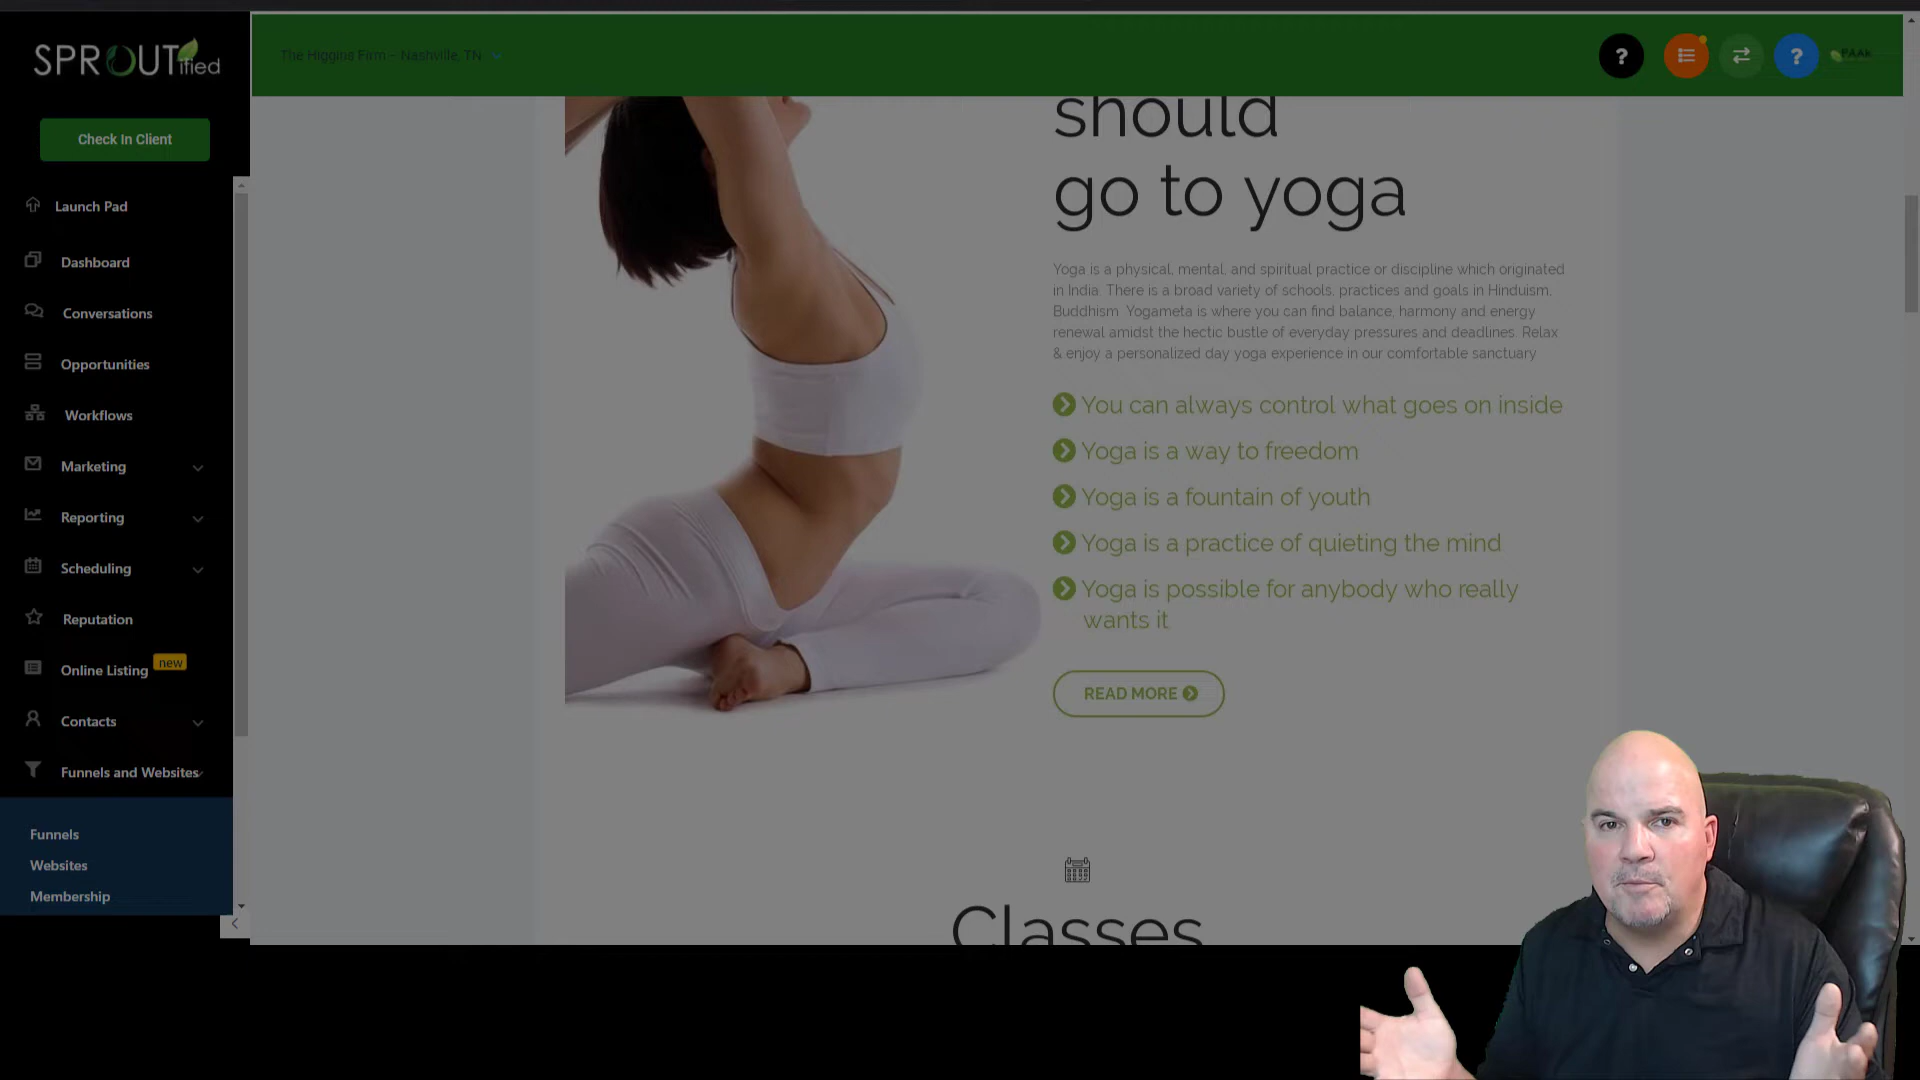 SPROUTified
The Higgins Firm – Nashville, TN
?
?
PAAK
Check In Client
Launch Pad
Dashboard
Conversations
Opportunities
Workflows
Marketing
Reporting
Scheduling
Reputation
Online Listing new
Contacts
Funnels and Websites
Funnels
Websites
Membership
should
go to yoga
Yoga is a physical, mental, and spiritual practice or discipline which originated
in India. There is a broad variety of schools, practices and goals in Hinduism,
Buddhism. Yogameta is where you can find balance, harmony and energy
renewal amidst the hectic bustle of everyday pressures and deadlines. Relax
& enjoy a personalized day yoga experience in our comfortable sanctuary
You can always control what goes on inside
Yoga is a way to freedom
Yoga is a fountain of youth
Yoga is a practice of quieting the mind
Yoga is possible for anybody who really
wants it
READ MORE
Classes